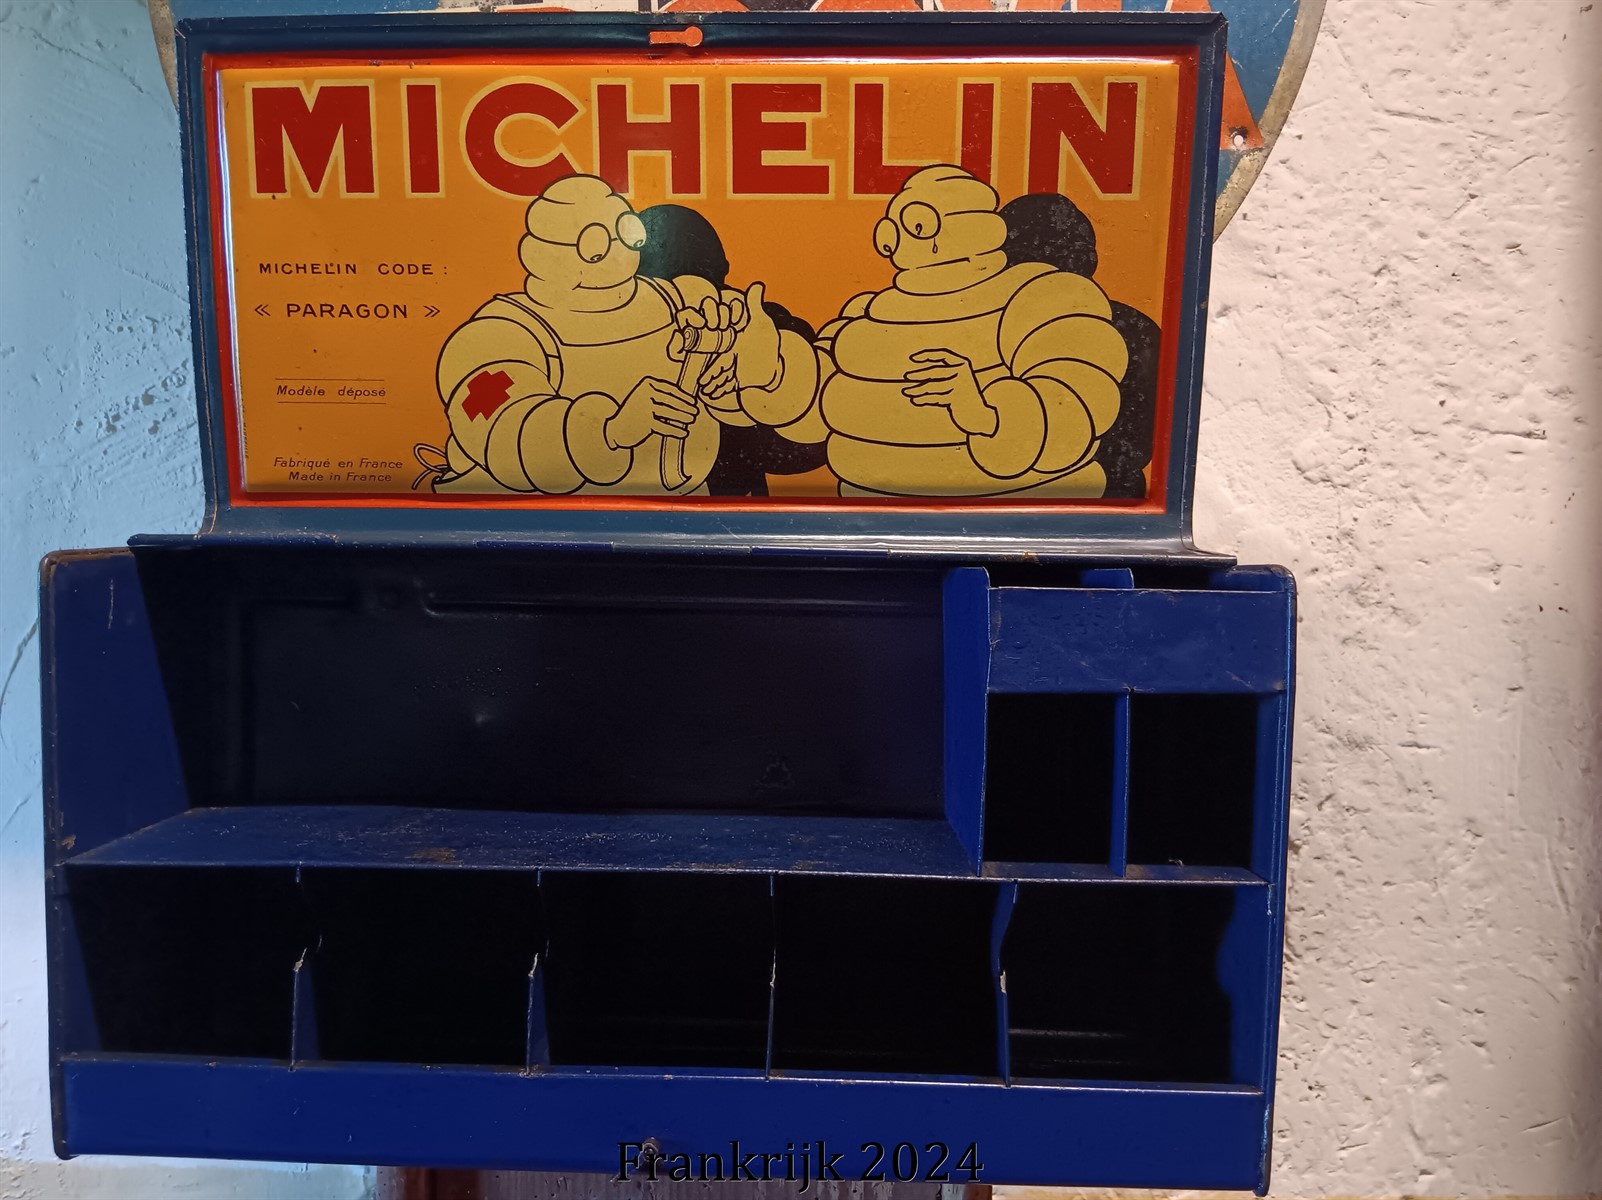 MICHELIN
MICHELIN CODE :
« PARAGON »
Modèle déposé
Fabriqué en France
Made in France
Frankrijk 2024